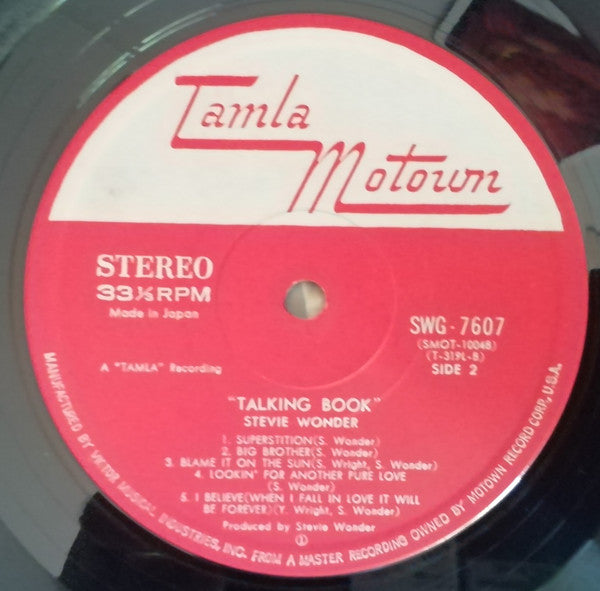 Tamla
Motown
STEREO
33⅓RPM
Made in Japan
A "TAMLA" Recording
SWG-7607
(SMOT-10048)
(T-319L-B)
SIDE 2
"TALKING BOOK"
STEVIE WONDER
1. SUPERSTITION(S. Wonder)
2. BIG BROTHER(S. Wonder)
3. BLAME IT ON THE SUN(S. Wright, S. Wonder)
4. LOOKIN' FOR ANOTHER PURE LOVE
(S. Wonder)
5. I BELIEVE(WHEN I FALL IN LOVE IT WILL
BE FOREVER)(Y. Wright, S. Wonder)
Produced by Stevie Wonder
MANUFACTURED BY VICTOR MUSICAL INDUSTRIES, INC. FROM A MASTER RECORDING OWNED BY MOTOWN RECORD CORP., U.S.A.